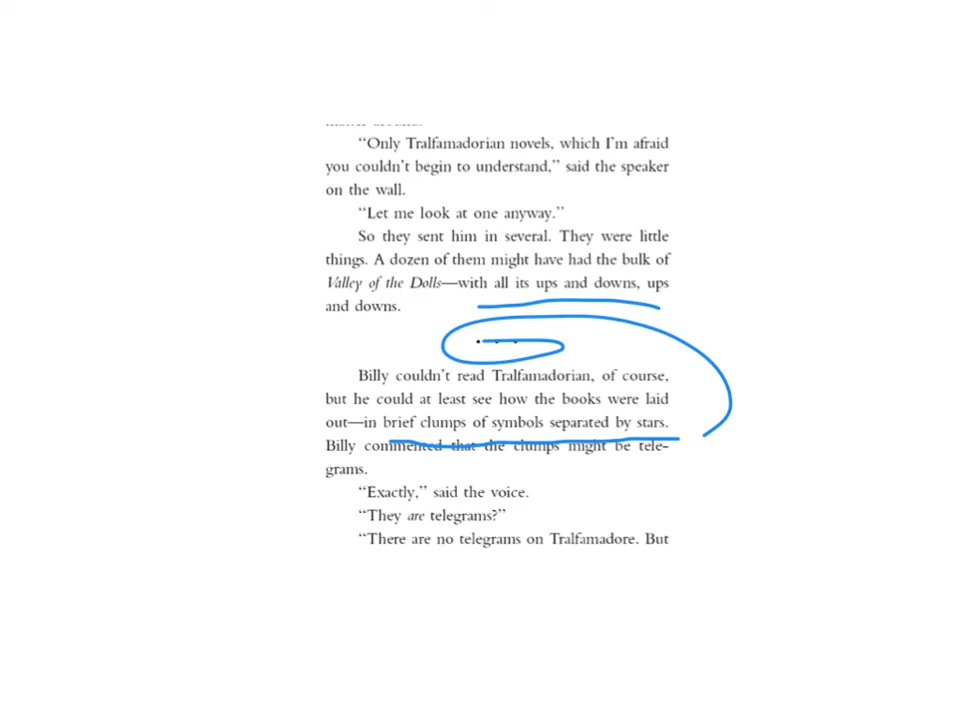 "Only Tralfamadorian novels, which I'm afraid
you couldn't begin to understand," said the speaker
on the wall.
"Let me look at one anyway."
So they sent him in several. They were little
things. A dozen of them might have had the bulk of
Valley of the Dolls—with all its ups and downs, ups
and downs.
• • •
Billy couldn't read Tralfamadorian, of course,
but he could at least see how the books were laid
out—in brief clumps of symbols separated by stars.
Billy commented that the clumps might be tele-
grams.
"Exactly," said the voice.
"They are telegrams?"
"There are no telegrams on Tralfamadore. But